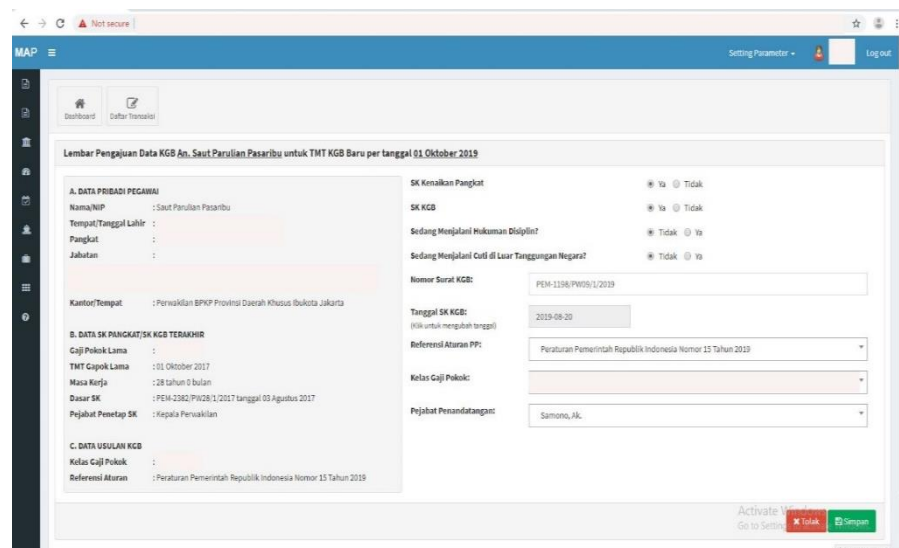 Not secure
MAP
Setting Parameter
Log out
Dashboard
Daftar Transaksi
Lembar Pengajuan Data KGB An. Saut Parulian Pasaribu untuk TMT KGB Baru per tanggal 01 Oktober 2019
A. DATA PRIBADI PEGAWAI
Nama/NIP : Saut Parulian Pasaribu
Tempat/Tanggal Lahir :
Pangkat :
Jabatan :
Kantor/Tempat : Perwakilan BPKP Provinsi Daerah Khusus Ibukota Jakarta
B. DATA SK PANGKAT/SK KGB TERAKHIR
Gaji Pokok Lama :
TMT Gapok Lama : 01 Oktober 2017
Masa Kerja : 28 tahun 0 bulan
Dasar SK : PEM-2382/PW28/1/2017 tanggal 03 Agustus 2017
Pejabat Penetap SK : Kepala Perwakilan
C. DATA USULAN KGB
Kelas Gaji Pokok :
Referensi Aturan : Peraturan Pemerintah Republik Indonesia Nomor 15 Tahun 2019
SK Kenaikan Pangkat Ya Tidak
SK KGB Ya Tidak
Sedang Menjalani Hukuman Disiplin? Tidak Ya
Sedang Menjalani Cuti di Luar Tanggungan Negara? Tidak Ya
Nomor Surat KGB: PEM-1198/PW09/1/2019
Tanggal SK KGB: 2019-08-20
(Klik untuk mengubah tanggal)
Referensi Aturan PP: Peraturan Pemerintah Republik Indonesia Nomor 15 Tahun 2019
Kelas Gaji Pokok:
Pejabat Penandatangan: Samono, Ak.
Activate Windows
Go to Setting
Tolak Simpan